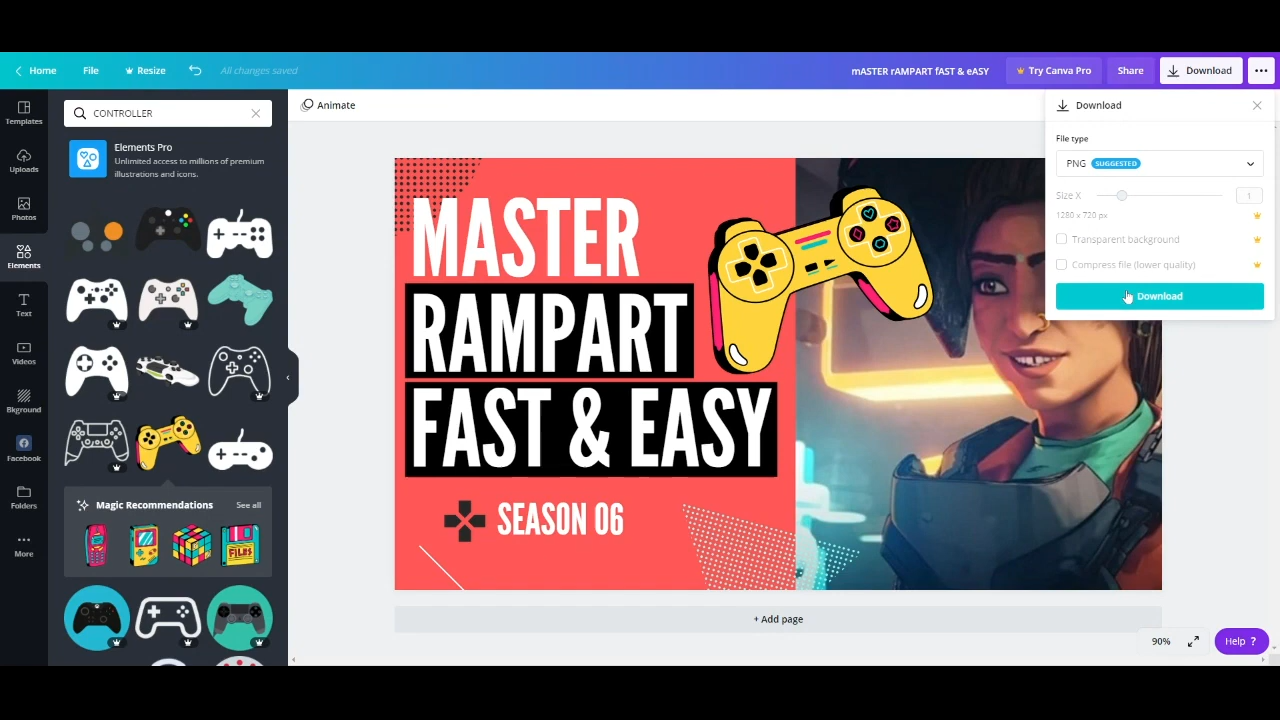 Home
File
Resize
All changes saved
mASTER rAMPART fAST & eASY
Try Canva Pro
Share
Download
Templates
Uploads
Photos
Elements
Text
Videos
Bkground
Facebook
Folders
More
CONTROLLER
Elements Pro
Unlimited access to millions of premium
illustrations and icons.
Magic Recommendations
See all
FILES
Animate
MASTER
RAMPART
FAST & EASY
SEASON 06
+ Add page
Download
File type
PNG SUGGESTED
Size X
1
1280 x 720 px
Transparent background
Compress file (lower quality)
Download
90%
Help ?